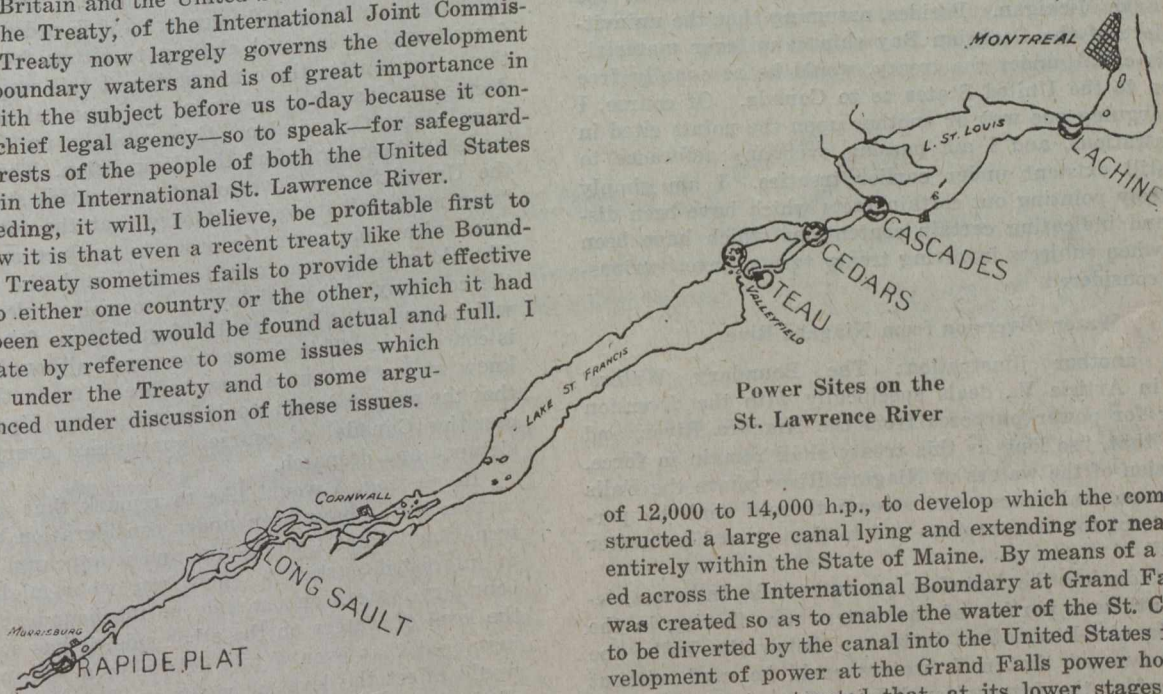 Britain and the
he Treaty, of the International Joint Commis-
Treaty now largely governs the development
oundary waters and is of great importance in
ith the subject before us to-day because it con-
chief legal agency—so to speak—for safeguard-
rests of the people of both the United States
in the International St. Lawrence River.
eding, it will, I believe, be profitable first to
w it is that even a recent treaty like the Bound-
Treaty sometimes fails to provide that effective
o either one country or the other, which it had
been expected would be found actual and full. I
ate by reference to some issues which
under the Treaty and to some argu-
nced under discussion of these issues.
MONTREAL
L. ST. LOUIS
LACHINE
CASCADES
CEDARS
TEAU
VALLEYFIELD
LAKE ST FRANCIS
CORNWALL
LONG SAULT
MORRISBURG
RAPIDE PLAT
Power Sites on the
St. Lawrence River
of 12,000 to 14,000 h.p., to develop which the com
structed a large canal lying and extending for nea
entirely within the State of Maine. By means of a
ed across the International Boundary at Grand Fa
was created so as to enable the water of the St. C
to be diverted by the canal into the United States
velopment of power at the Grand Falls power ho
that at its lower stages